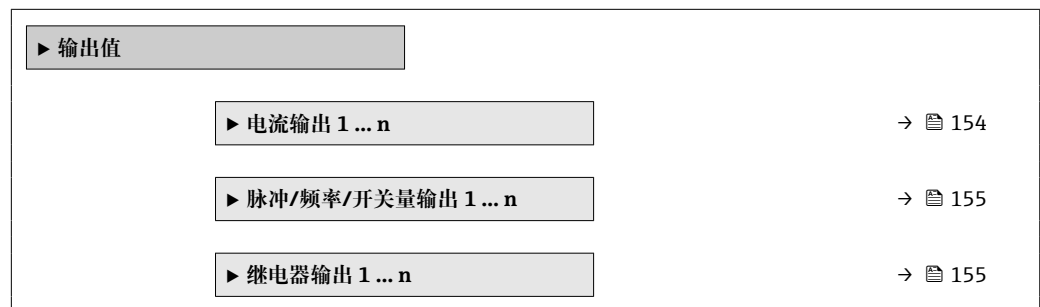 ▶ 输出值
▶ 电流输出 1 ... n → 🖺 154
▶ 脉冲/频率/开关量输出 1 ... n → 🖺 155
▶ 继电器输出 1 ... n → 🖺 155